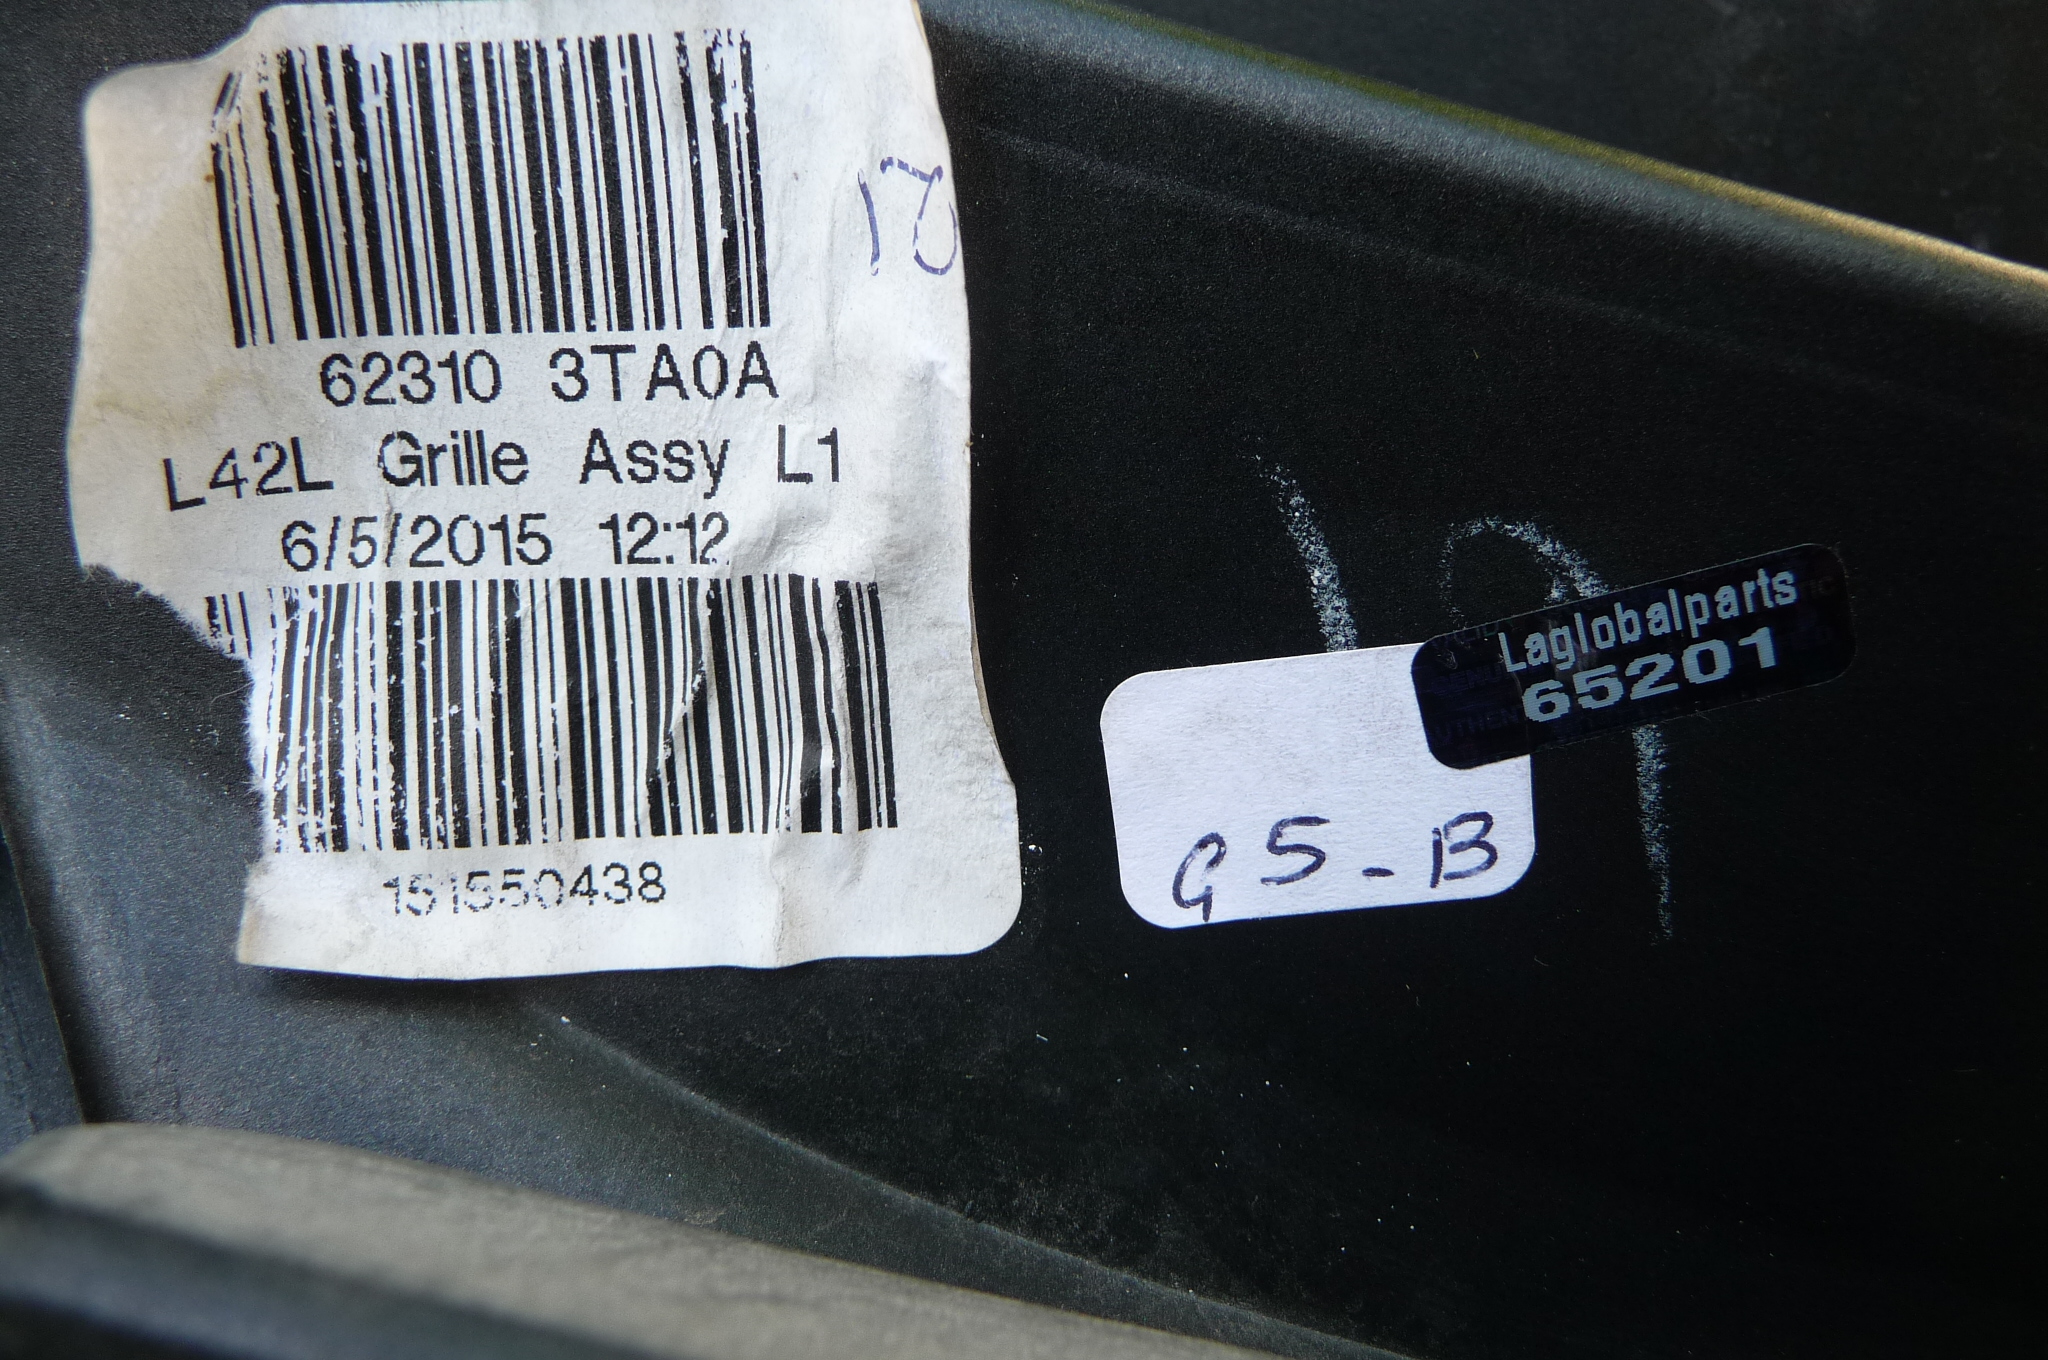 62310 3TA0A
L42L Grille Assy L1
6/5/2015 12:12
151550438
Laglobalparts
65201
G5-B